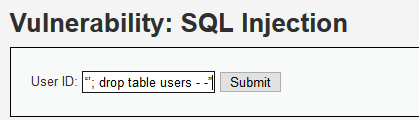 Vulnerability: SQL Injection
User ID: “’; drop table users - -” Submit